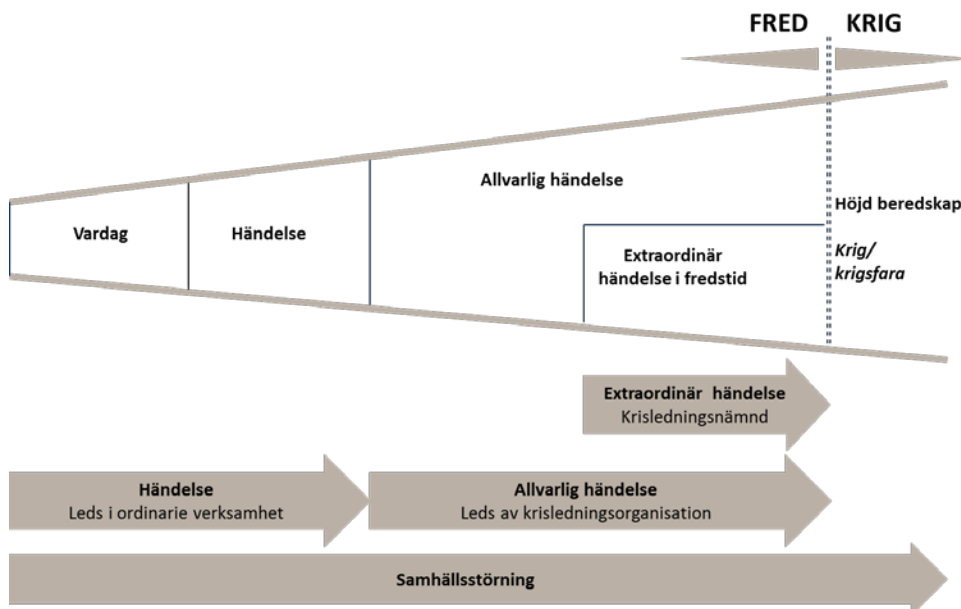 FRED KRIG
Allvarlig händelse
Höjd beredskap
Vardag
Händelse
Extraordinär
händelse i fredstid
Krig/
krigsfara
Extraordinär händelse
Krisledningsnämnd
Händelse
Leds i ordinarie verksamhet
Allvarlig händelse
Leds av krisledningsorganisation
Samhällsstörning